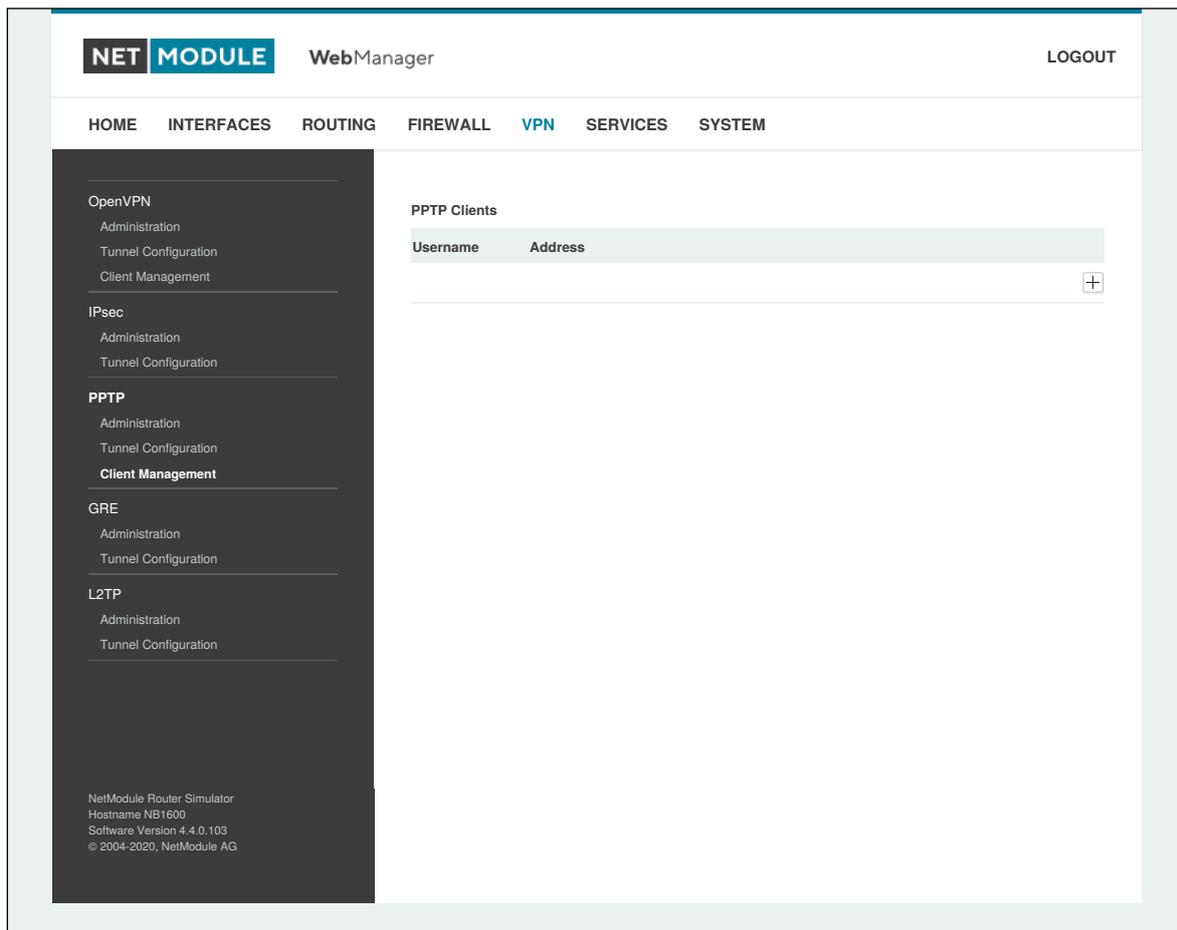 NET MODULE WebManager LOGOUT
HOME INTERFACES ROUTING FIREWALL VPN SERVICES SYSTEM
OpenVPN
Administration
Tunnel Configuration
Client Management
IPsec
Administration
Tunnel Configuration
PPTP
Administration
Tunnel Configuration
Client Management
GRE
Administration
Tunnel Configuration
L2TP
Administration
Tunnel Configuration
NetModule Router Simulator
Hostname NB1600
Software Version 4.4.0.103
© 2004-2020, NetModule AG
PPTP Clients
Username Address